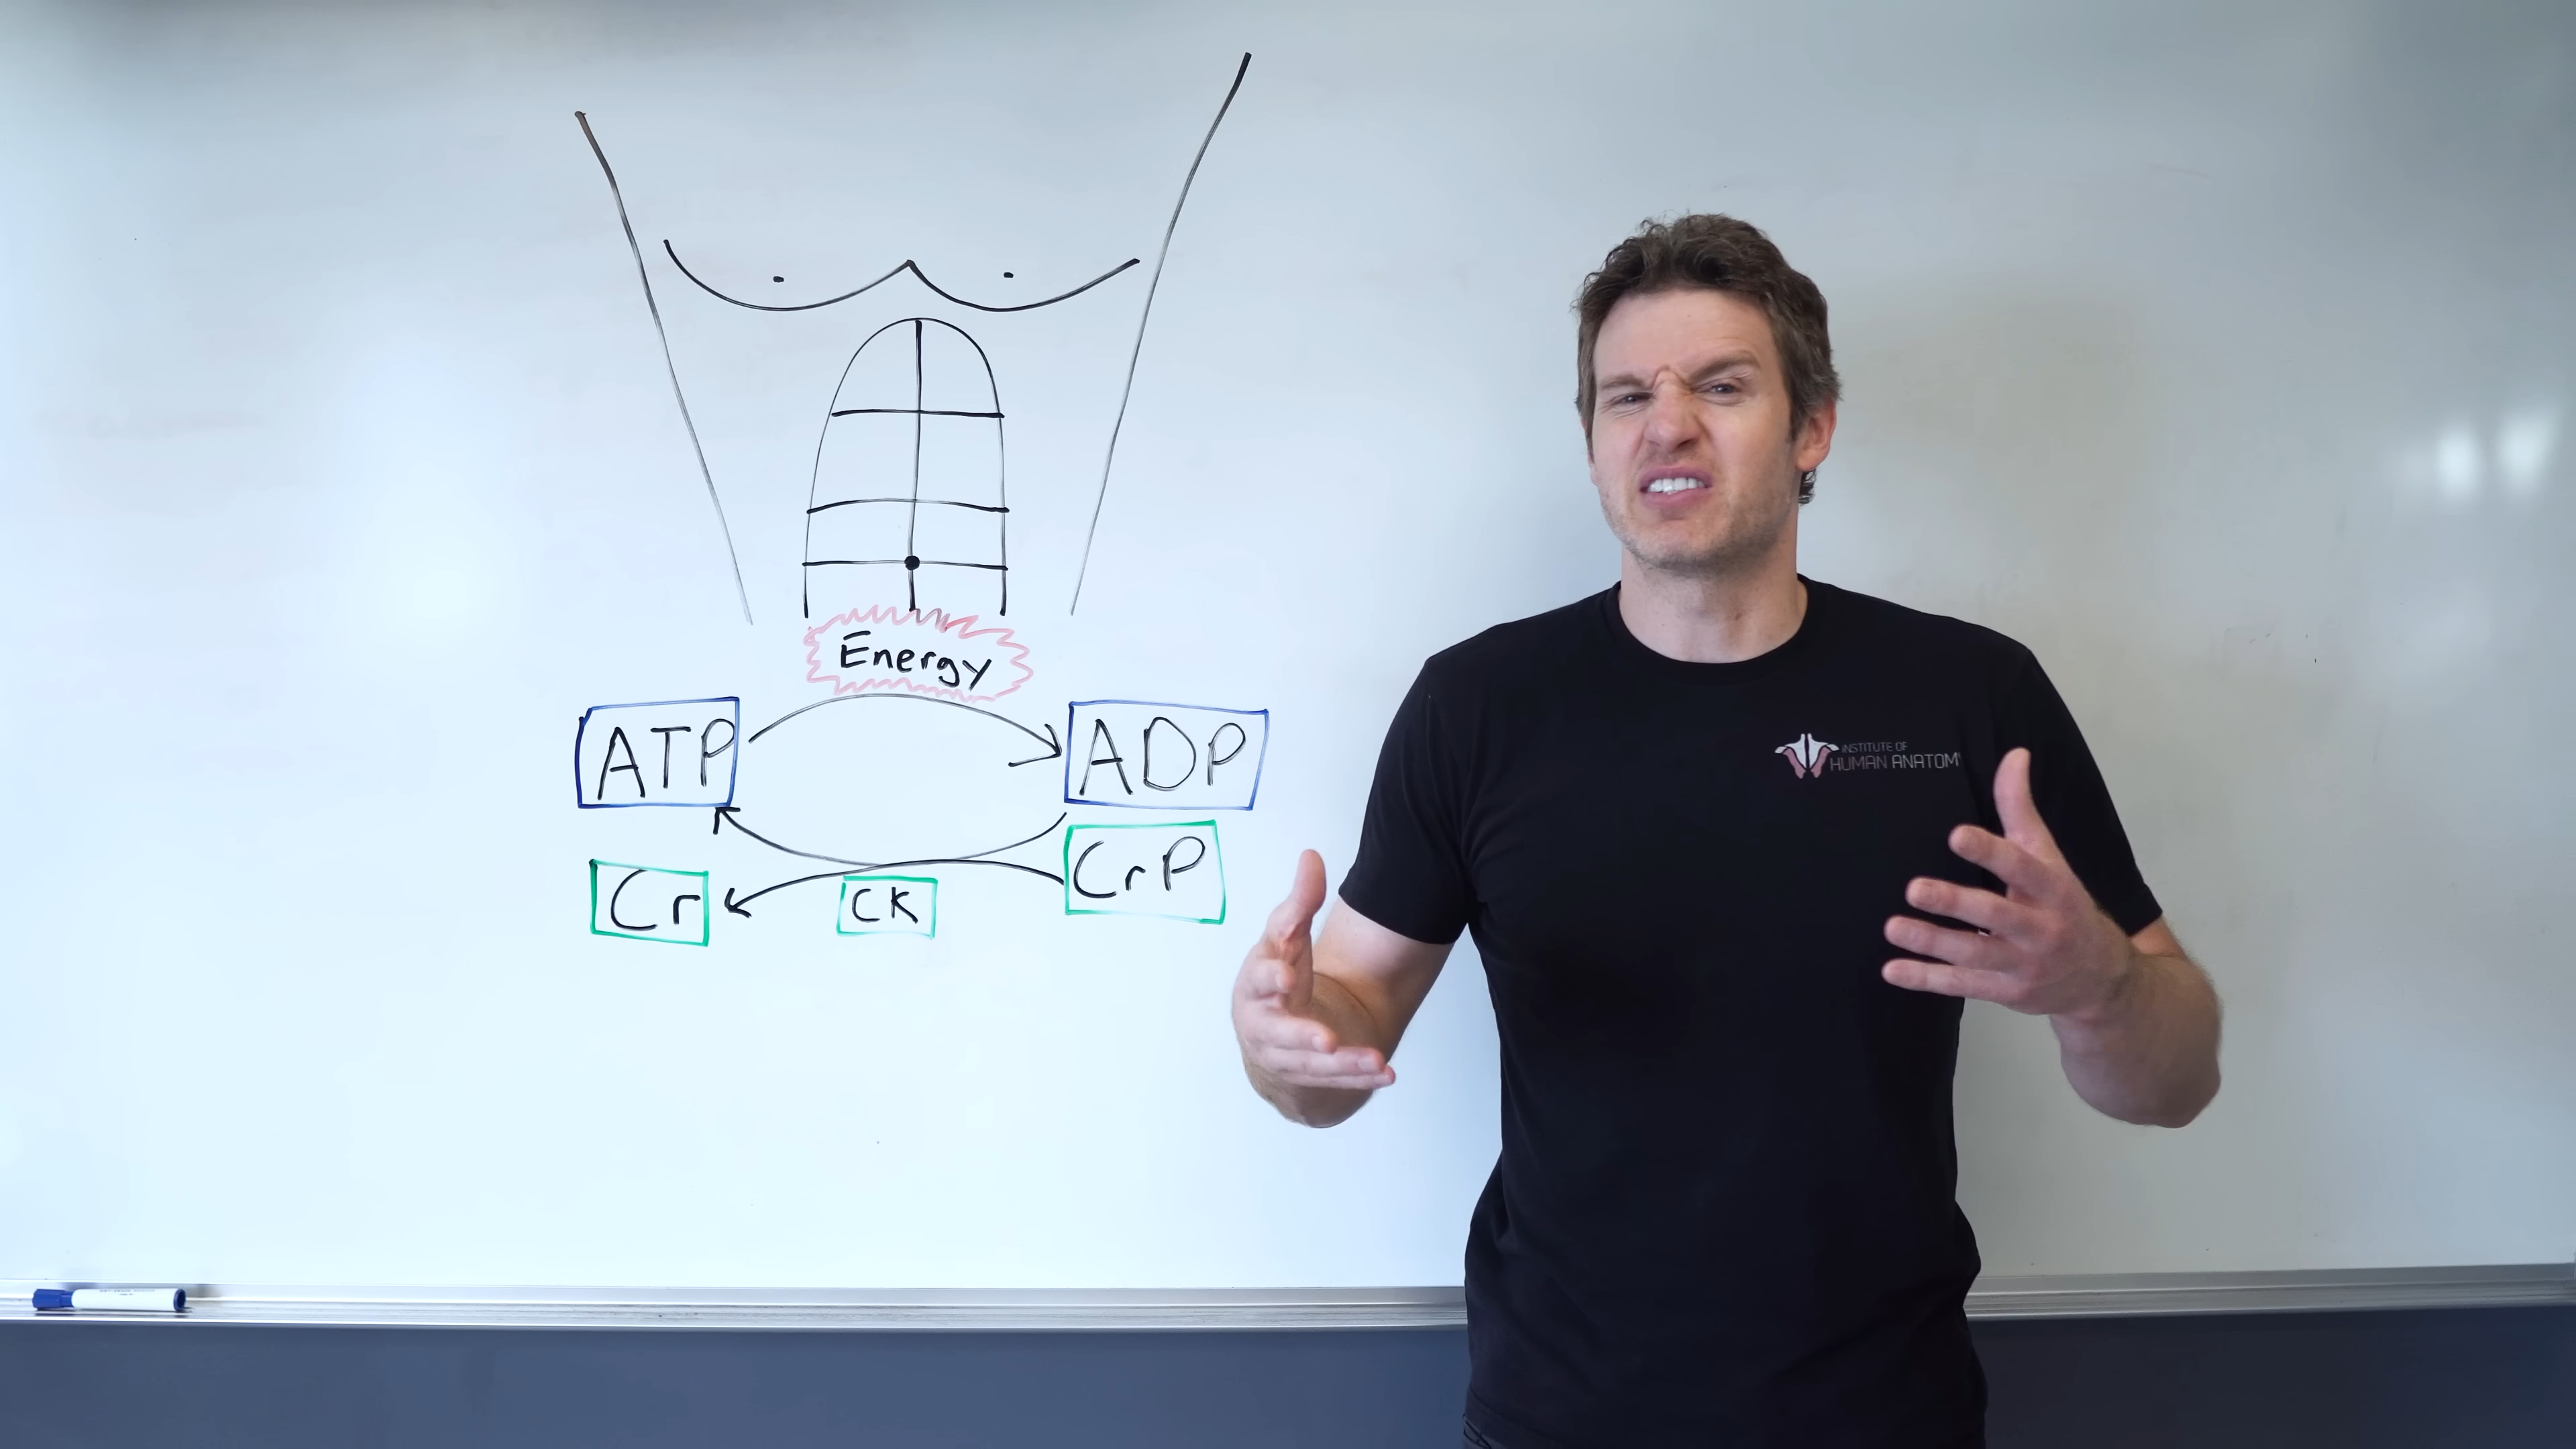 Energy
ATP
ADP
CrP
Cr
CK
INSTITUTE OF
HUMAN ANATOMY